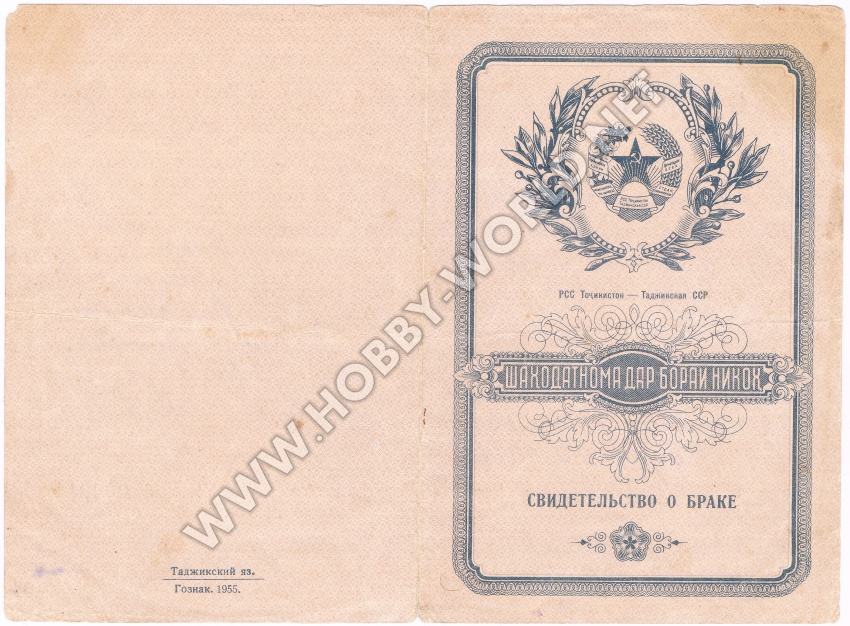 РСС Тоҷикистон — Таджикская ССР
ШАҲОДАТНОМА ДАР БОРАИ НИКОҲ
СВИДЕТЕЛЬСТВО О БРАКЕ
Таджикский яз.
Гознак. 1955.
WWW.HOBBY-WORLD.NET